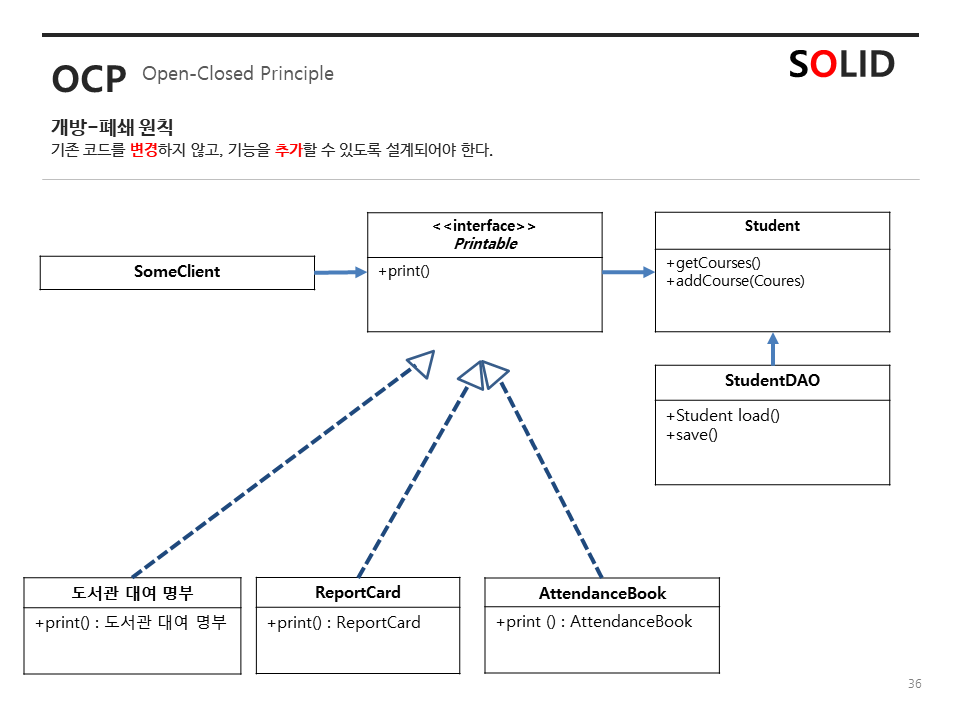 OCP Open-Closed Principle
SOLID
개방-폐쇄 원칙
기존 코드를 변경하지 않고, 기능을 추가할 수 있도록 설계되어야 한다.
SomeClient
<<interface>>
Printable
+print()
Student
+getCourses()
+addCourse(Coures)
StudentDAO
+Student load()
+save()
도서관 대여 명부
+print() : 도서관 대여 명부
ReportCard
+print() : ReportCard
AttendanceBook
+print () : AttendanceBook
36